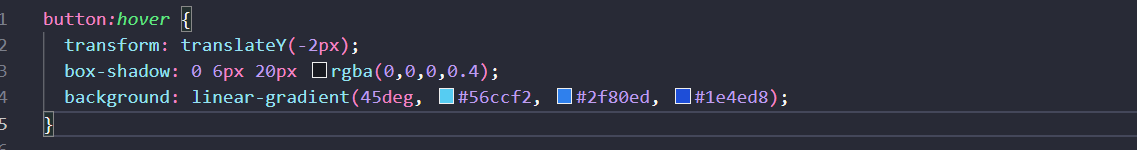 1 button:hover {
2 transform: translateY(-2px);
3 box-shadow: 0 6px 20px rgba(0,0,0,0.4);
4 background: linear-gradient(45deg, #56ccf2, #2f80ed, #1e4ed8);
5 }
6